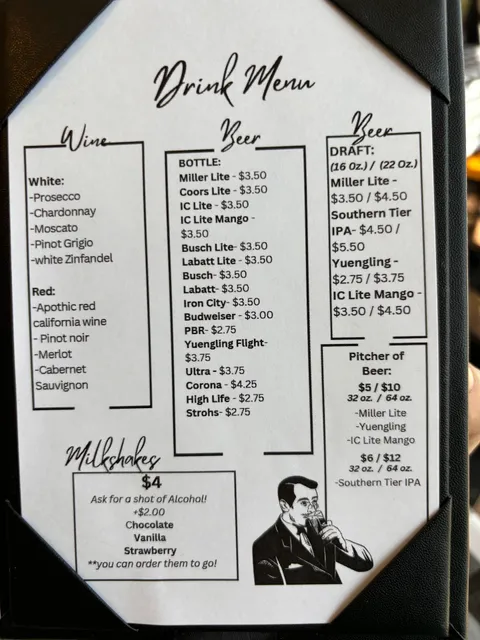 Drink Menu
Wine
White:
-Prosecco
-Chardonnay
-Moscato
-Pinot Grigio
-white Zinfandel
Red:
-Apothic red
california wine
- Pinot noir
-Merlot
-Cabernet
Sauvignon
Beer
BOTTLE:
Miller Lite - $3.50
Coors Lite - $3.50
IC Lite - $3.50
IC Lite Mango -
$3.50
Busch Lite- $3.50
Labatt Lite - $3.50
Busch- $3.50
Labatt- $3.50
Iron City- $3.50
Budweiser - $3.00
PBR- $2.75
Yuengling Flight-
$3.75
Ultra - $3.75
Corona - $4.25
High Life - $2.75
Strohs- $2.75
Beer
DRAFT:
(16 Oz.) / (22 Oz.)
Miller Lite -
$3.50 / $4.50
Southern Tier
IPA- $4.50 /
$5.50
Yuengling -
$2.75 / $3.75
IC Lite Mango -
$3.50 / $4.50
Pitcher of
Beer:
$5 / $10
32 oz. / 64 oz.
-Miller Lite
-Yuengling
-IC Lite Mango
$6 / $12
32 oz. / 64 oz.
-Southern Tier IPA
Milkshakes
$4
Ask for a shot of Alcohol!
+$2.00
Chocolate
Vanilla
Strawberry
**you can order them to go!